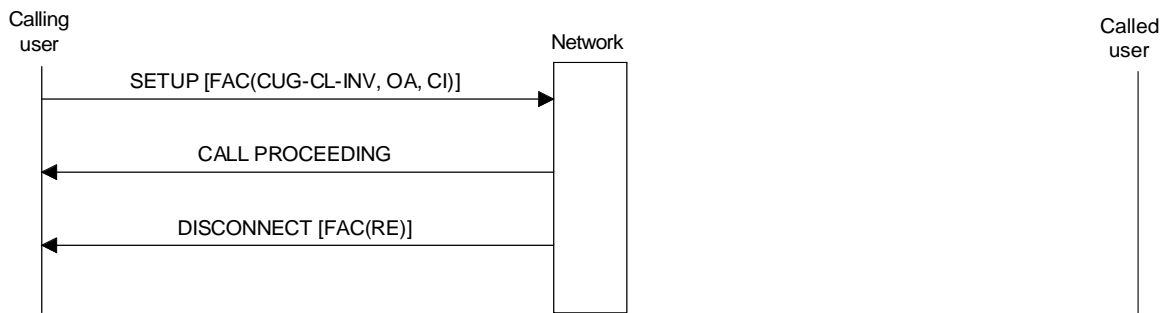 Calling
user
Network
Called
user
SETUP [FAC(CUG-CL-INV, OA, CI)]
CALL PROCEEDING
DISCONNECT [FAC(RE)]